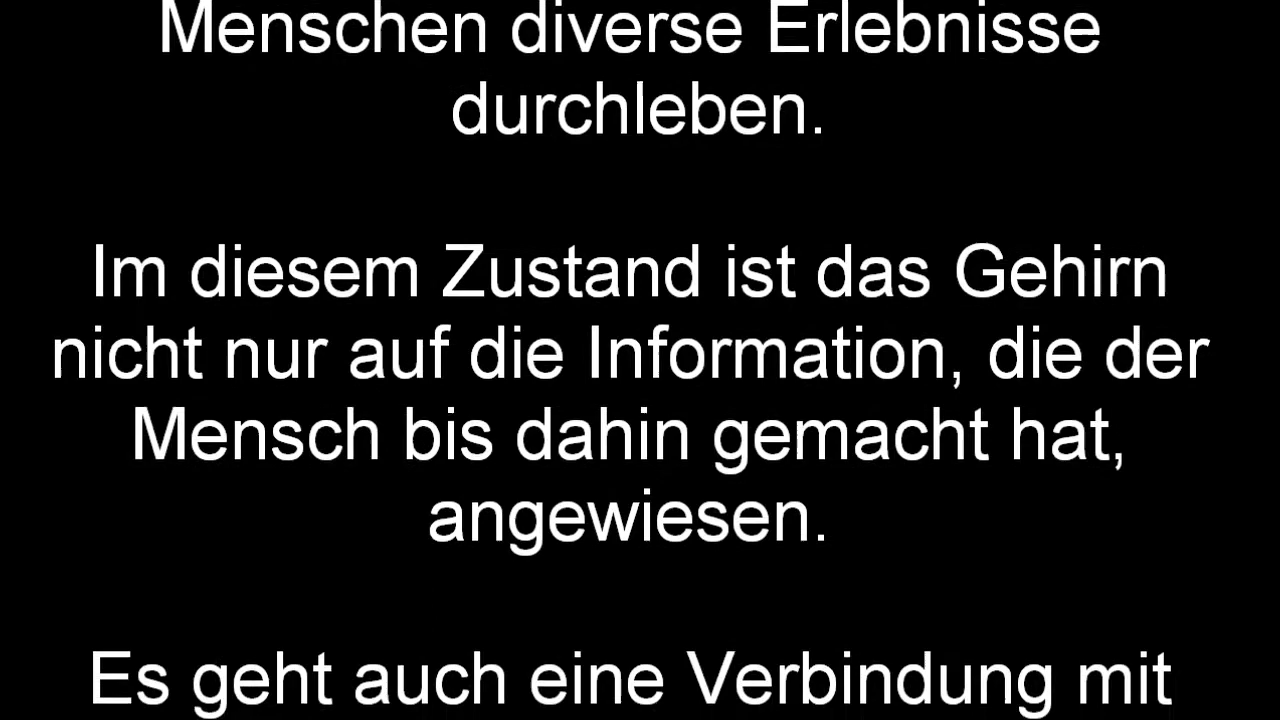 Menschen diverse Erlebnisse
durchleben.
Im diesem Zustand ist das Gehirn
nicht nur auf die Information, die der
Mensch bis dahin gemacht hat,
angewiesen.
Es geht auch eine Verbindung mit